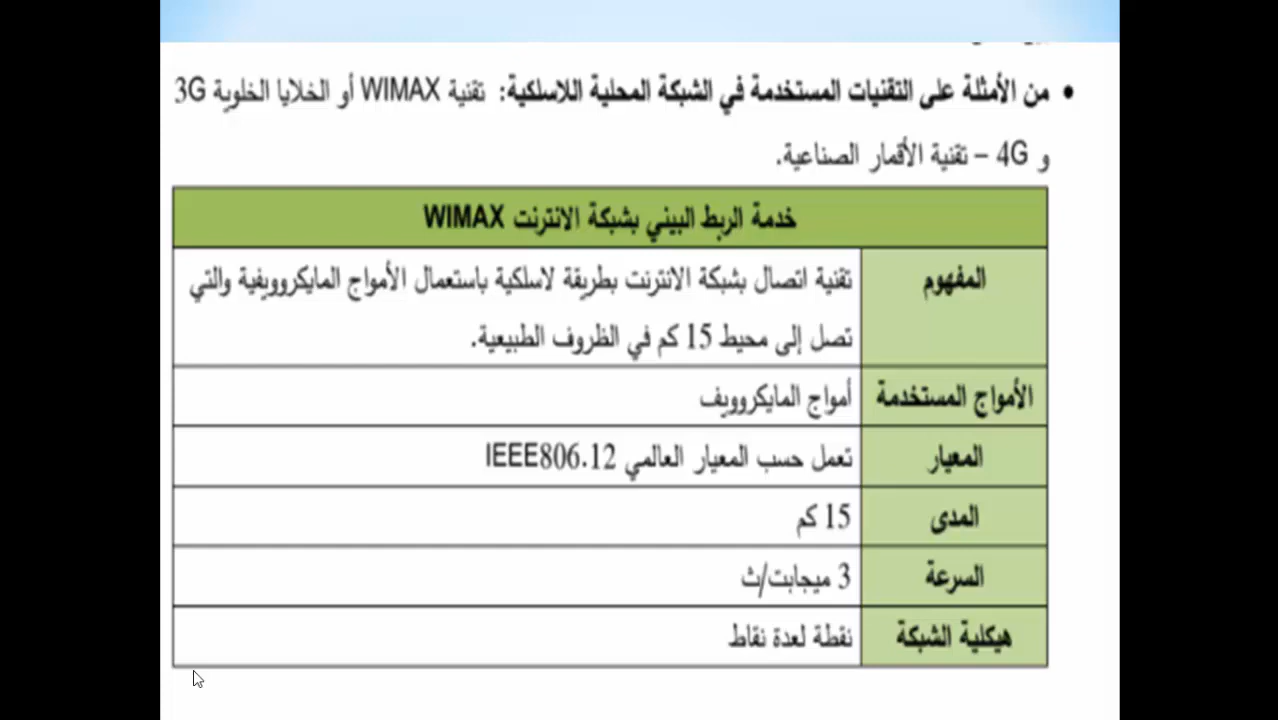 من الأمثلة على التقنيات المستخدمة في الشبكة المحلية اللاسلكية: تقنية WIMAX أو الخلايا الخلوية 3G
و 4G – تقنية الأقمار الصناعية.
خدمة الربط البيني بشبكة الانترنت WIMAX
المفهوم تقنية اتصال بشبكة الانترنت بطريقة لاسلكية باستعمال الأمواج المايكروويفية والتي
تصل إلى محيط 15 كم في الظروف الطبيعية.
الأمواج المستخدمة أمواج المايكروويف
المعيار تعمل حسب المعيار العالمي IEEE806.12
المدى 15 كم
السرعة 3 ميجابت/ث
هيكلية الشبكة نقطة لعدة نقاط